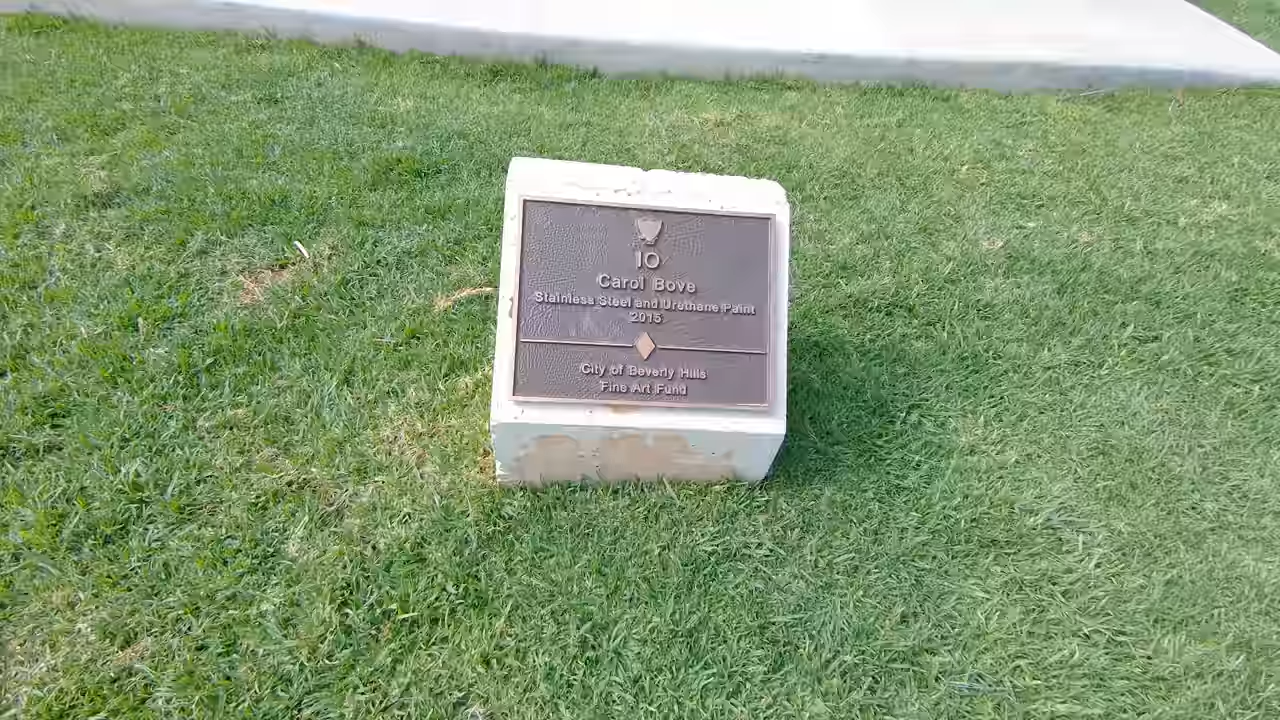 IO
Carol Bove
Stainless Steel and Urethane Paint
2015
City of Beverly Hills
Fine Art Fund